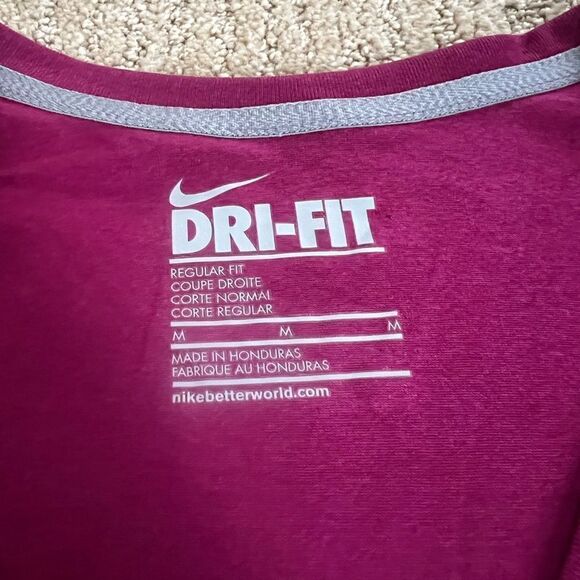 DRI-FIT
REGULAR FIT
COUPE DROITE
CORTE NORMAL
CORTE REGULAR
M M M
MADE IN HONDURAS
FABRIQUE AU HONDURAS
nikebetterworld.com